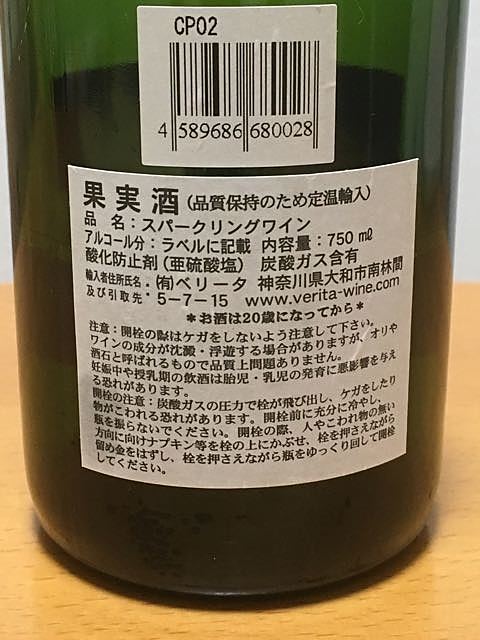 CP02
4 589686 680028
果実酒(品質保持のため定温輸入)
品 名：スパークリングワイン
アルコール分：ラベルに記載 内容量：750㎖
酸化防止剤(亜硫酸塩) 炭酸ガス含有
輸入者住所氏名：㈲ベリータ 神奈川県大和市南林間
及び引取先：5-7-15 www.verita-wine.com
＊お酒は20歳になってから＊
注意：開栓の際はケガをしないよう注意して下さい。
ワインの成分が沈澱・浮遊する場合がありますが、オリや
酒石と呼ばれるもので品質上問題ありません。
妊娠中や授乳期の飲酒は胎児・乳児の発育に悪影響を与え
る恐れがあります。
開栓の注意：炭酸ガスの圧力で栓が飛び出し、ケガをしたり
物がこわれる恐れがあります。開栓前に充分に冷やし、
瓶を振らないでください。開栓の際、人やこわれ物の無い
方向に向けナプキン等を栓の上にかぶせ、栓を押さえながら
留め金をはずし、栓を押さえながら瓶をゆっくり回して開栓
してください。